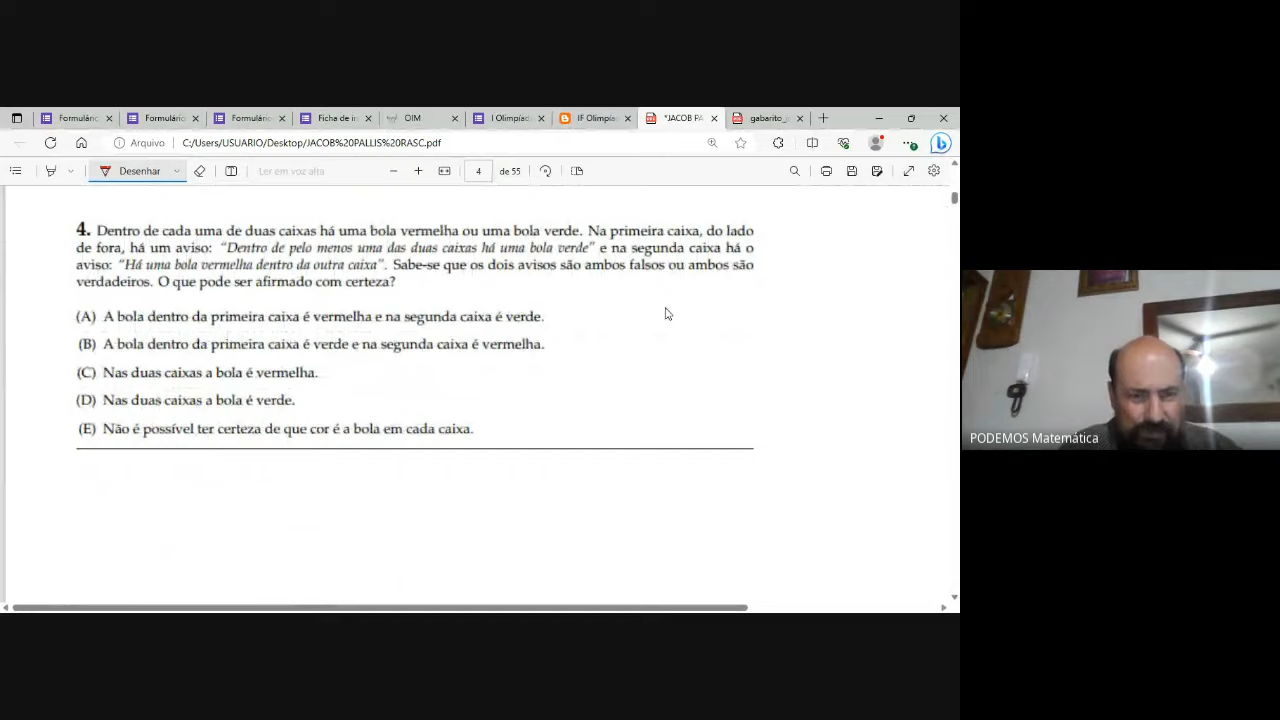 Formulário
Formulário
Formulário
Ficha de in
OIM
I Olimpíad
IF Olimpía
*JACOB PA
gabarito_
Arquivo
C:/Users/USUARIO/Desktop/JACOB%20PALLIS%20RASC.pdf
Desenhar
Ler em voz alta
4
de 55
4. Dentro de cada uma de duas caixas há uma bola vermelha ou uma bola verde. Na primeira caixa, do lado
de fora, há um aviso: “Dentro de pelo menos uma das duas caixas há uma bola verde” e na segunda caixa há o
aviso: “Há uma bola vermelha dentro da outra caixa”. Sabe-se que os dois avisos são ambos falsos ou ambos são
verdadeiros. O que pode ser afirmado com certeza?
(A) A bola dentro da primeira caixa é vermelha e na segunda caixa é verde.
(B) A bola dentro da primeira caixa é verde e na segunda caixa é vermelha.
(C) Nas duas caixas a bola é vermelha.
(D) Nas duas caixas a bola é verde.
(E) Não é possível ter certeza de que cor é a bola em cada caixa.
PODEMOS Matemática